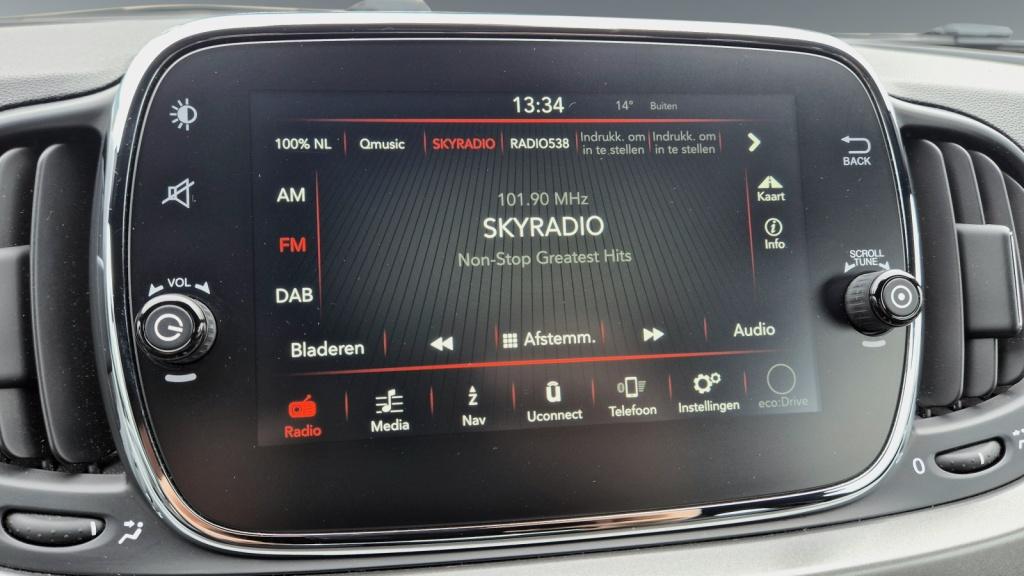 13:34 14° Buiten
100% NL Qmusic SKYRADIO RADIO538 Indrukk. om Indrukk. om
in te stellen in te stellen
BACK
AM
Kaart
101.90 MHz
SKYRADIO
FM
Info
Non-Stop Greatest Hits
SCROLL
TUNE
VOL
DAB
Bladeren Afstemm. Audio
Radio Media Nav Uconnect Telefoon Instellingen eco:Drive
0